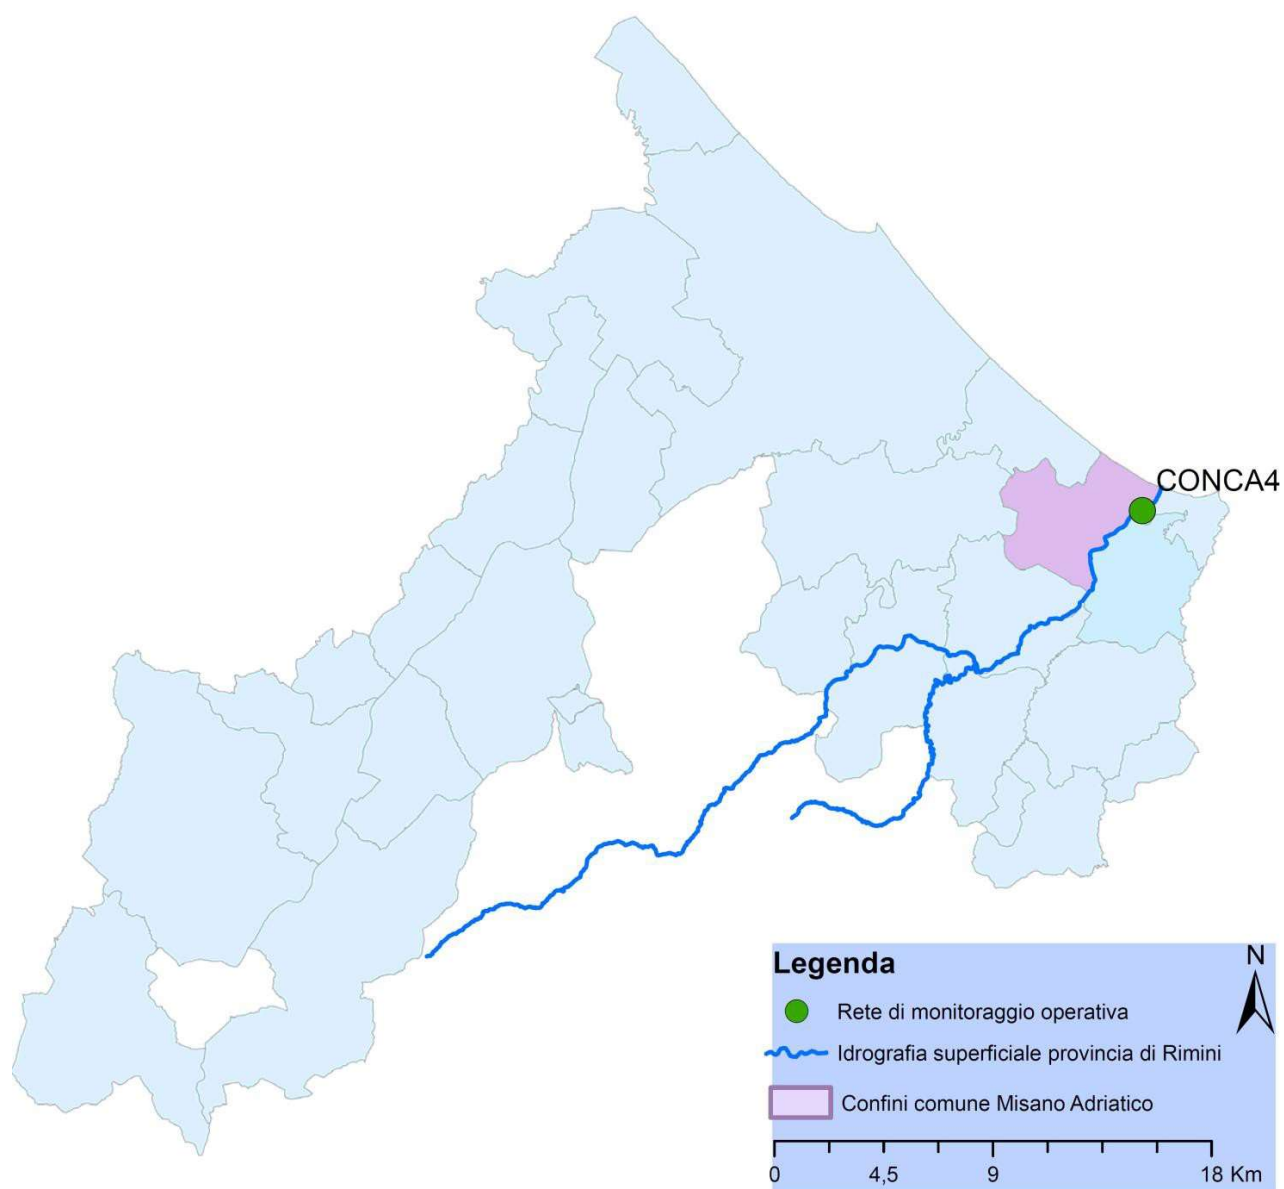 CONCA4
Legenda
N
Rete di monitoraggio operativa
Idrografia superficiale provincia di Rimini
Confini comune Misano Adriatico
0 4,5 9 18 Km